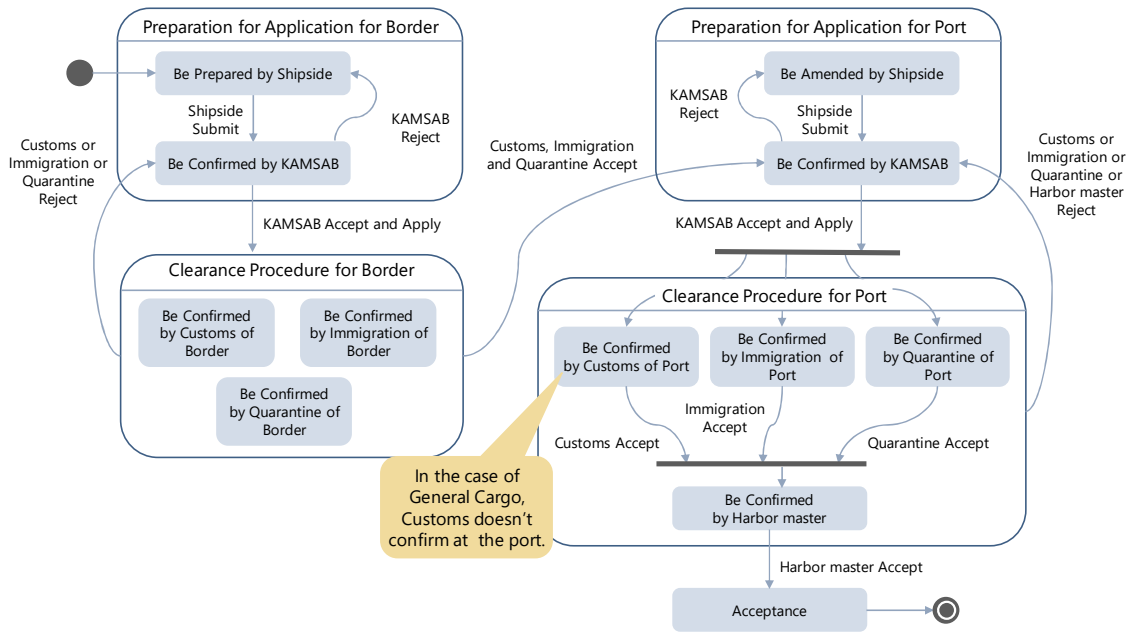 Preparation for Application for Border
Be Prepared by Shipside
Shipside
Submit
KAMSAB
Reject
Be Confirmed by KAMSAB
Customs or
Immigration or
Quarantine
Reject
KAMSAB Accept and Apply
Clearance Procedure for Border
Be Confirmed
by Customs of
Border
Be Confirmed
by Immigration of
Border
Be Confirmed
by Quarantine of
Border
Customs, Immigration
and Quarantine Accept
Preparation for Application for Port
Be Amended by Shipside
KAMSAB
Reject
Shipside
Submit
Be Confirmed by KAMSAB
Customs or
Immigration or
Quarantine or
Harbor master
Reject
KAMSAB Accept and Apply
Clearance Procedure for Port
Be Confirmed
by Customs of Port
Be Confirmed
by Immigration of
Port
Be Confirmed
by Quarantine of
Port
Customs Accept
Immigration
Accept
Quarantine Accept
In the case of
General Cargo,
Customs doesn’t
confirm at the port.
Be Confirmed
by Harbor master
Harbor master Accept
Acceptance